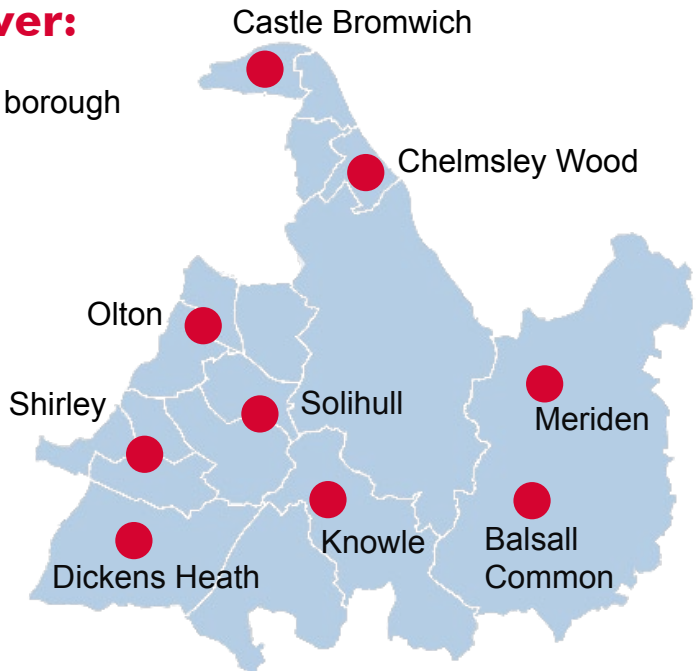 ver:
Castle Bromwich
borough
Chelmsley Wood
Olton
Shirley
Solihull
Meriden
Knowle
Balsall
Common
Dickens Heath